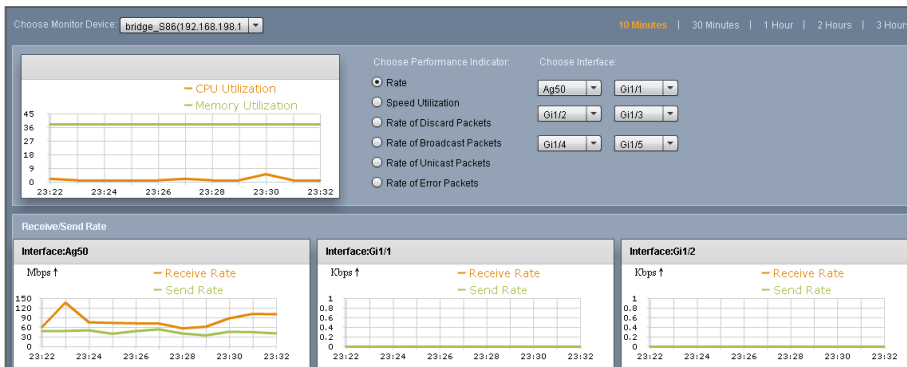 Choose Monitor Device: bridge_S86(192.168.198.1
10 Minutes | 30 Minutes | 1 Hour | 2 Hours | 3 Hours
CPU Utilization
Memory Utilization
45
36
27
18
9
0
23:22 23:24 23:26 23:28 23:30 23:32
Choose Performance Indicator:
Rate
Speed Utilization
Rate of Discard Packets
Rate of Broadcast Packets
Rate of Unicast Packets
Rate of Error Packets
Choose Interface:
Ag50 Gi1/1
Gi1/2 Gi1/3
Gi1/4 Gi1/5
Receive/Send Rate
Interface:Ag50
Mbps↑
Receive Rate
Send Rate
150
120
90
60
30
0
23:22 23:24 23:26 23:28 23:30 23:32
Interface:Gi1/1
Kbps↑
Receive Rate
Send Rate
1
0.8
0.6
0.4
0.2
0
23:22 23:24 23:26 23:28 23:30 23:32
Interface:Gi1/2
Kbps↑
Receive Rate
Send Rate
1
0.8
0.6
0.4
0.2
0
23:22 23:24 23:26 23:28 23:30 23:32